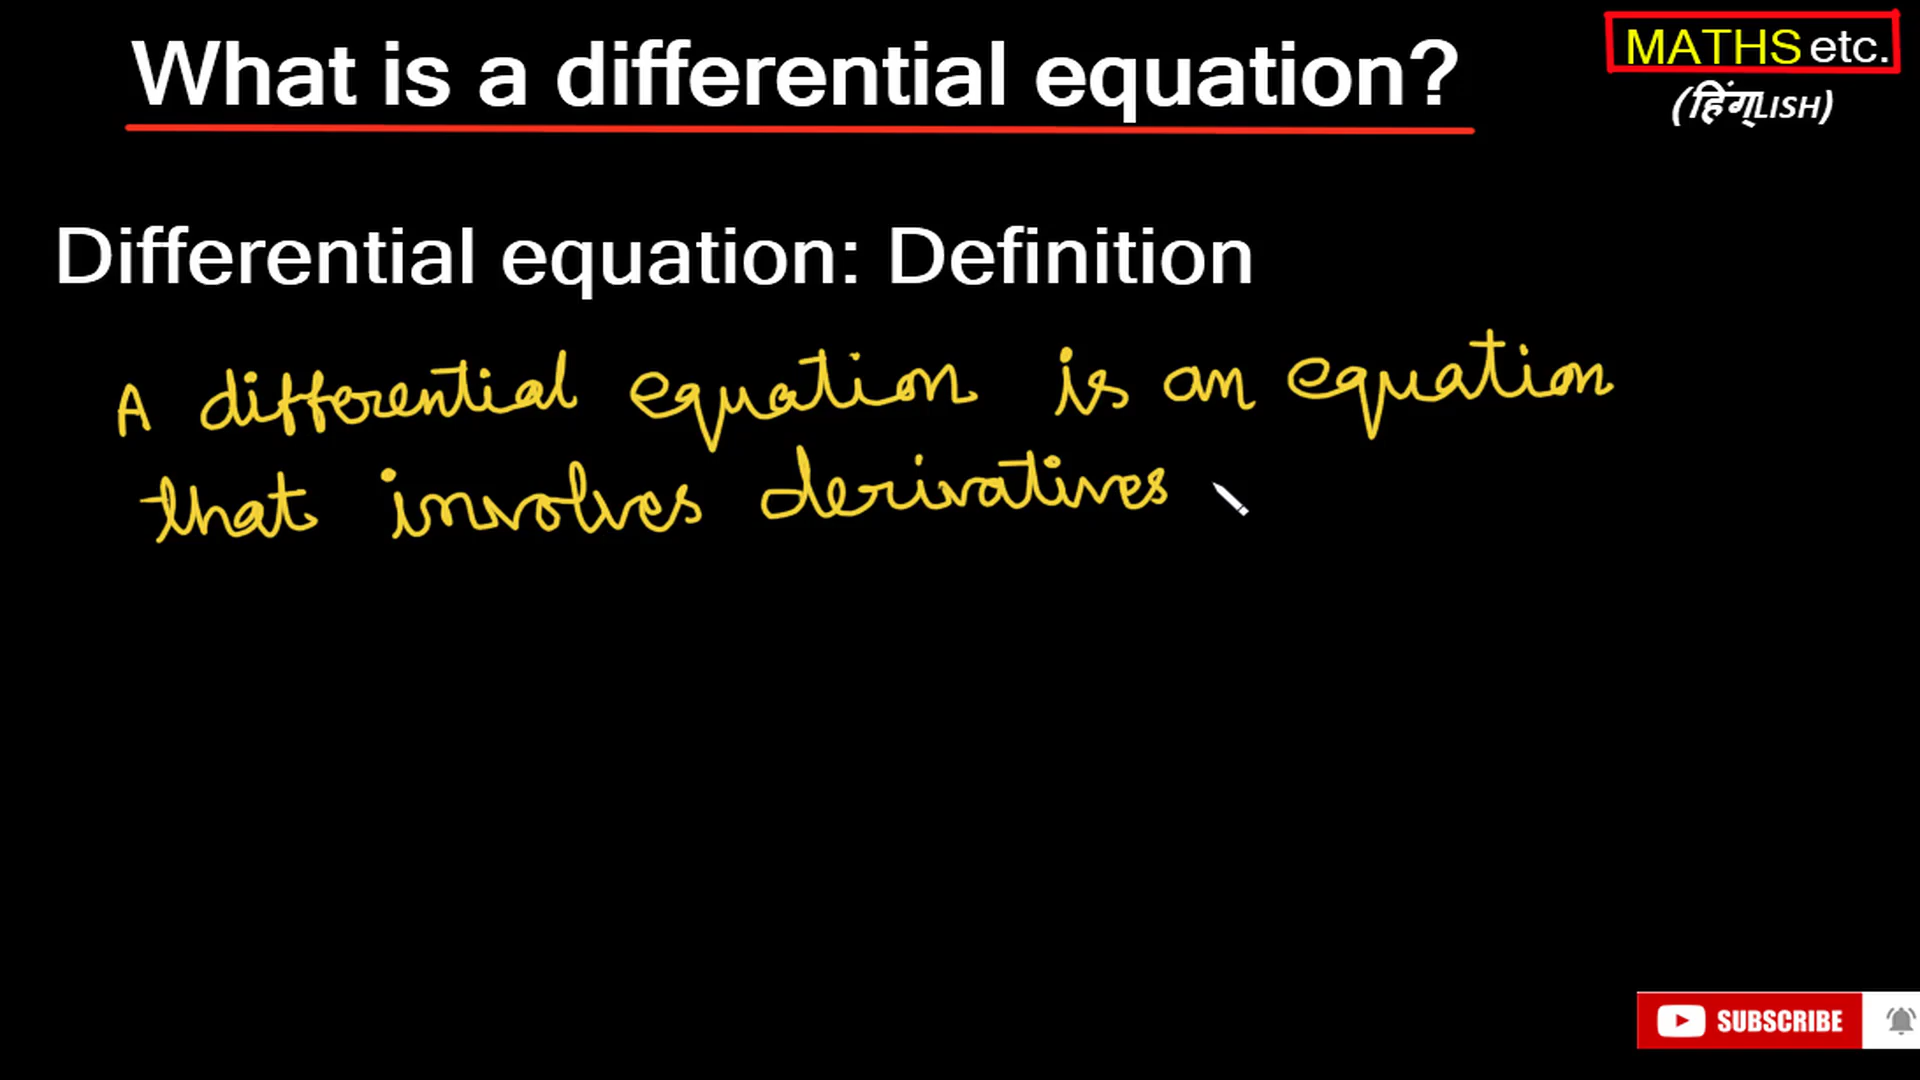 What is a differential equation?
MATHS etc.
(हिंग्LISH)
Differential equation: Definition
A differential equation is an equation
that involves derivatives
SUBSCRIBE